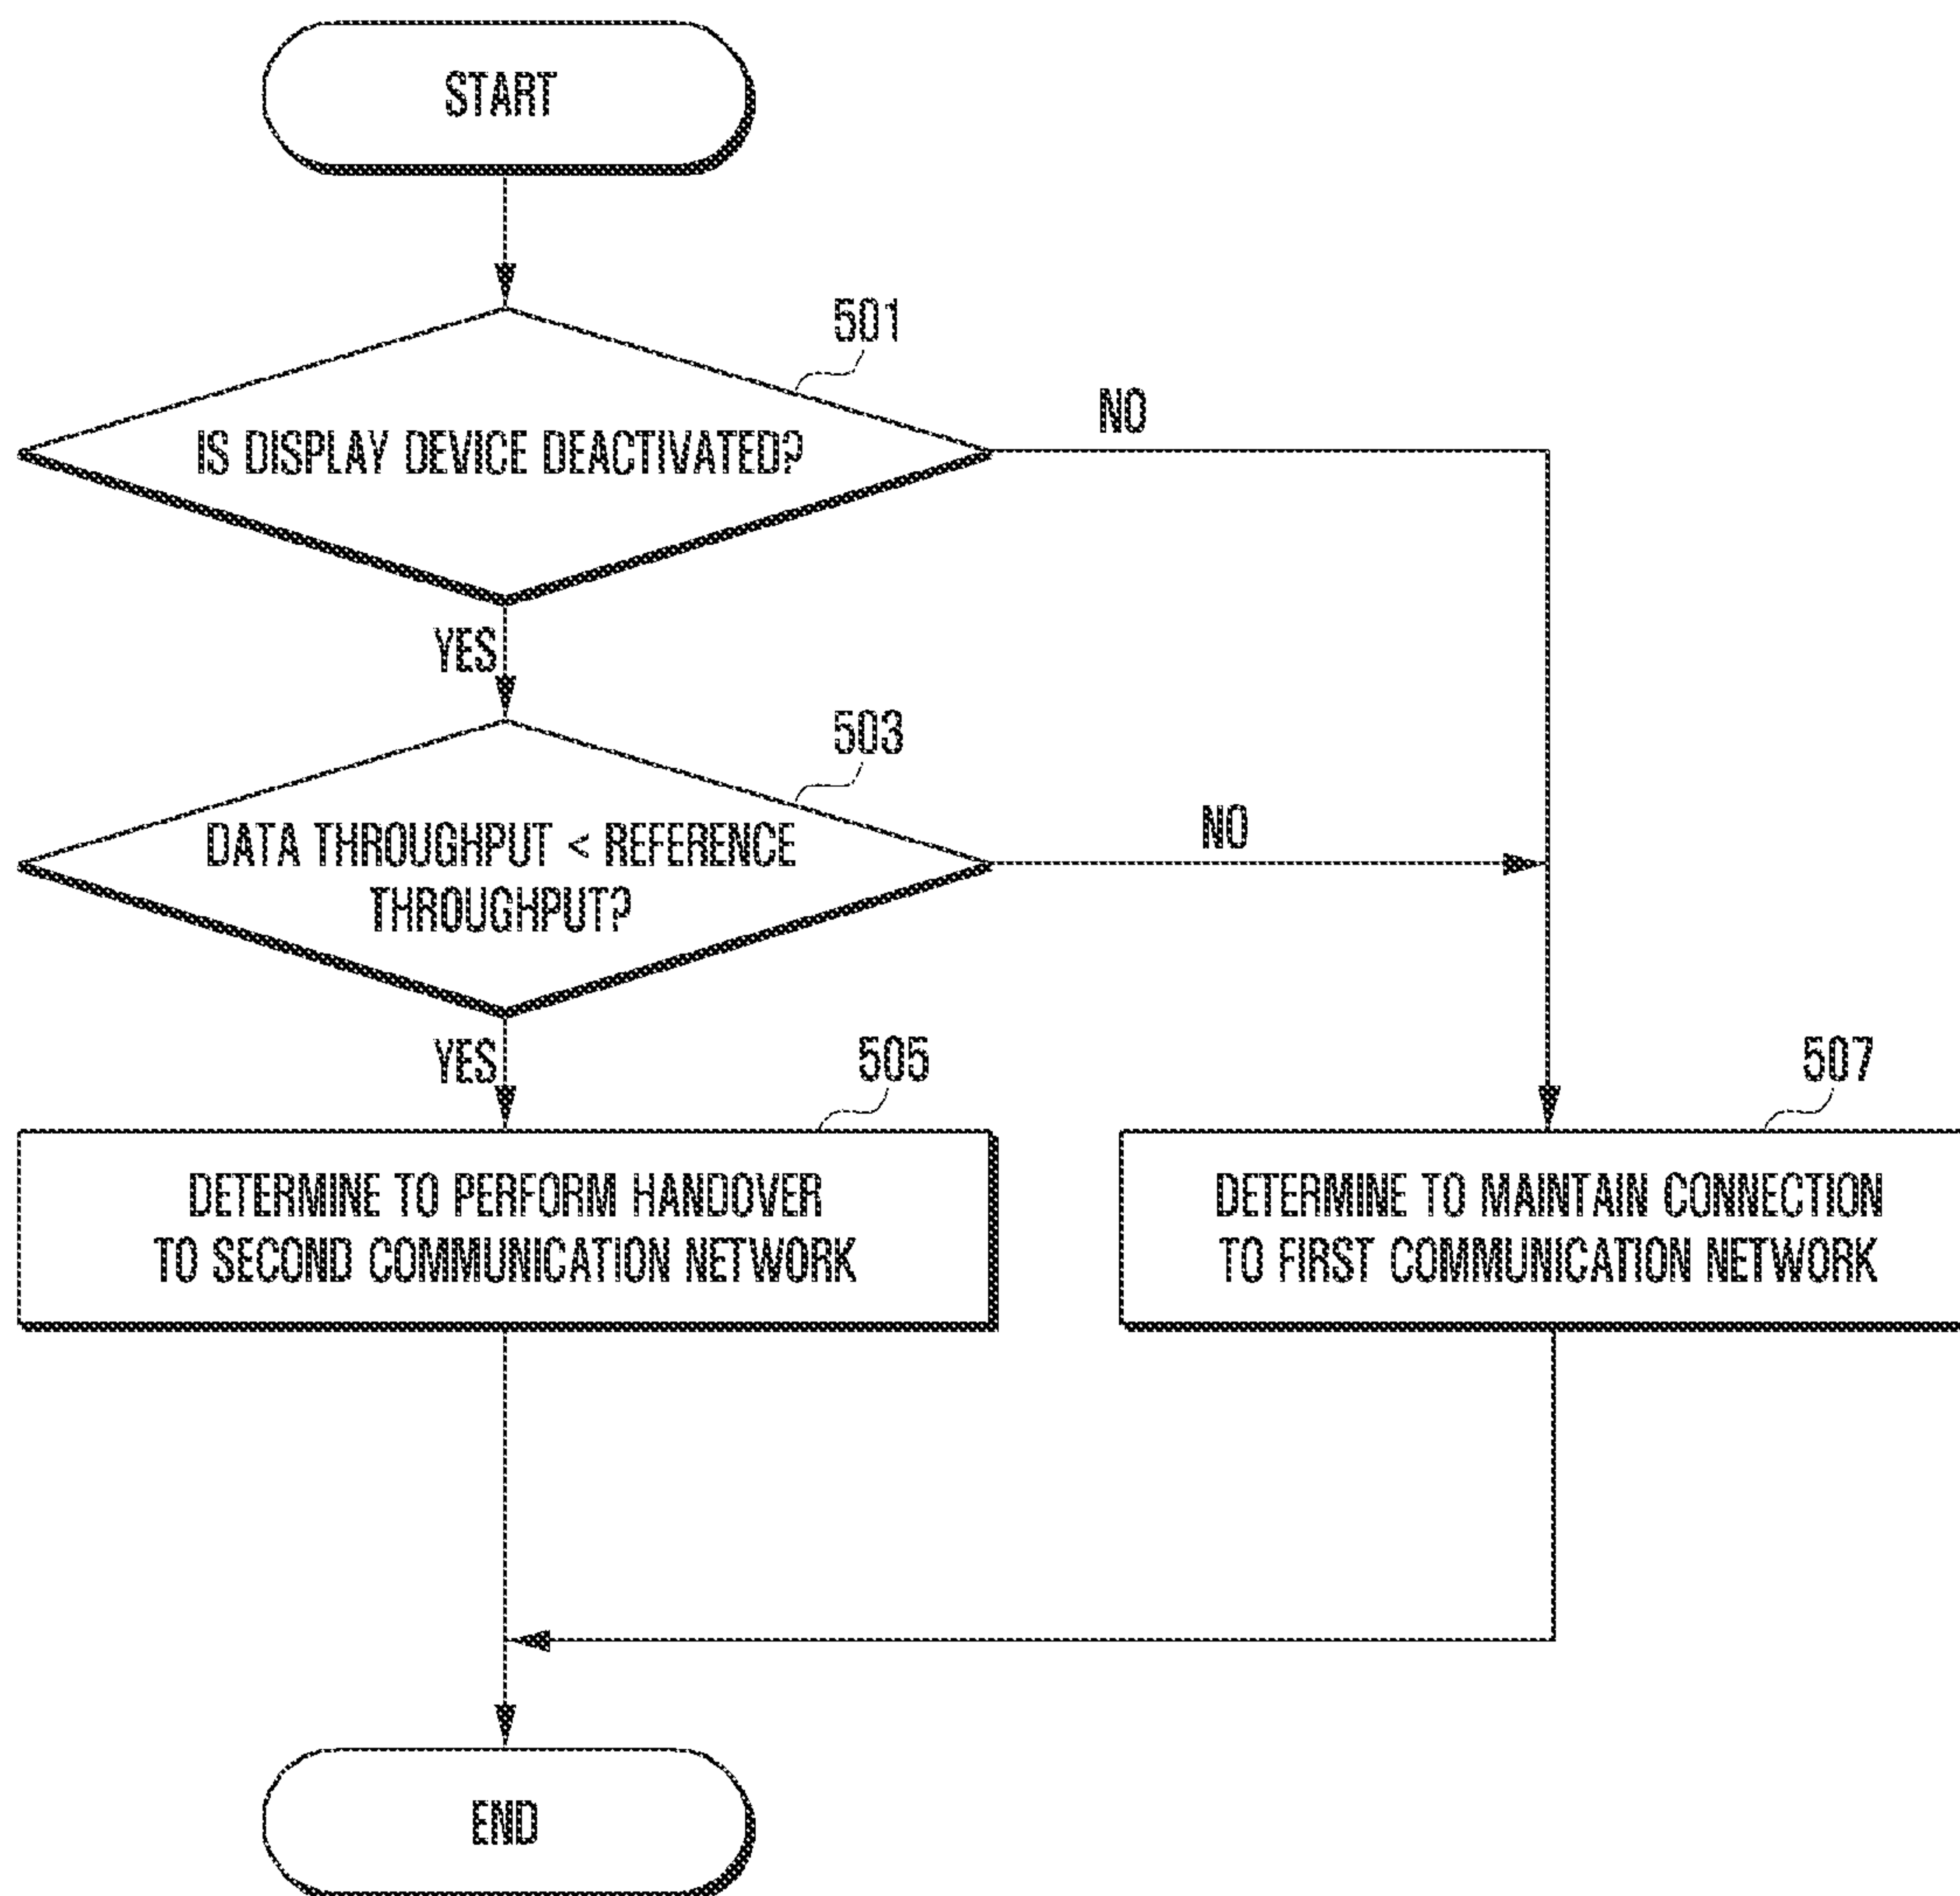 START
501
NO
IS DISPLAY DEVICE DEACTIVATED?
YES
503
NO
DATA THROUGHPUT < REFERENCE
THROUGHPUT?
YES
505
507
DETERMINE TO PERFORM HANDOVER
TO SECOND COMMUNICATION NETWORK
DETERMINE TO MAINTAIN CONNECTION
TO FIRST COMMUNICATION NETWORK
END